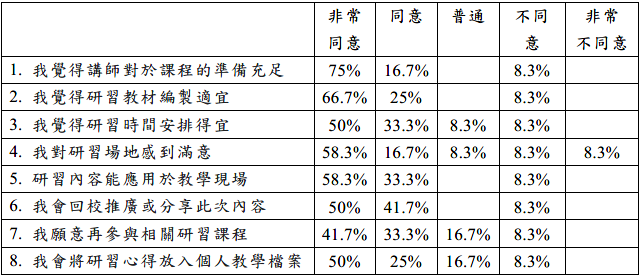 非常同意 同意 普通 不同意 非常不同意
1. 我覺得講師對於課程的準備充足 75% 16.7% 8.3%
2. 我覺得研習教材編製適宜 66.7% 25% 8.3%
3. 我覺得研習時間安排得宜 50% 33.3% 8.3% 8.3%
4. 我對研習場地感到滿意 58.3% 16.7% 8.3% 8.3% 8.3%
5. 研習內容能應用於教學現場 58.3% 33.3% 8.3%
6. 我會回校推廣或分享此次內容 50% 41.7% 8.3%
7. 我願意再參與相關研習課程 41.7% 33.3% 16.7% 8.3%
8. 我會將研習心得放入個人教學檔案 50% 25% 16.7% 8.3%